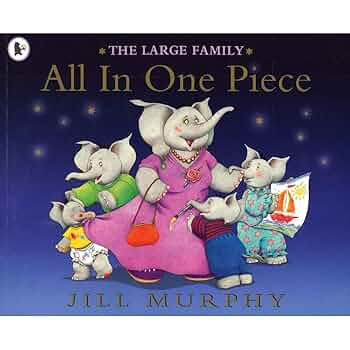 *THE LARGE FAMILY*
All In One Piece
JILL MURPHY